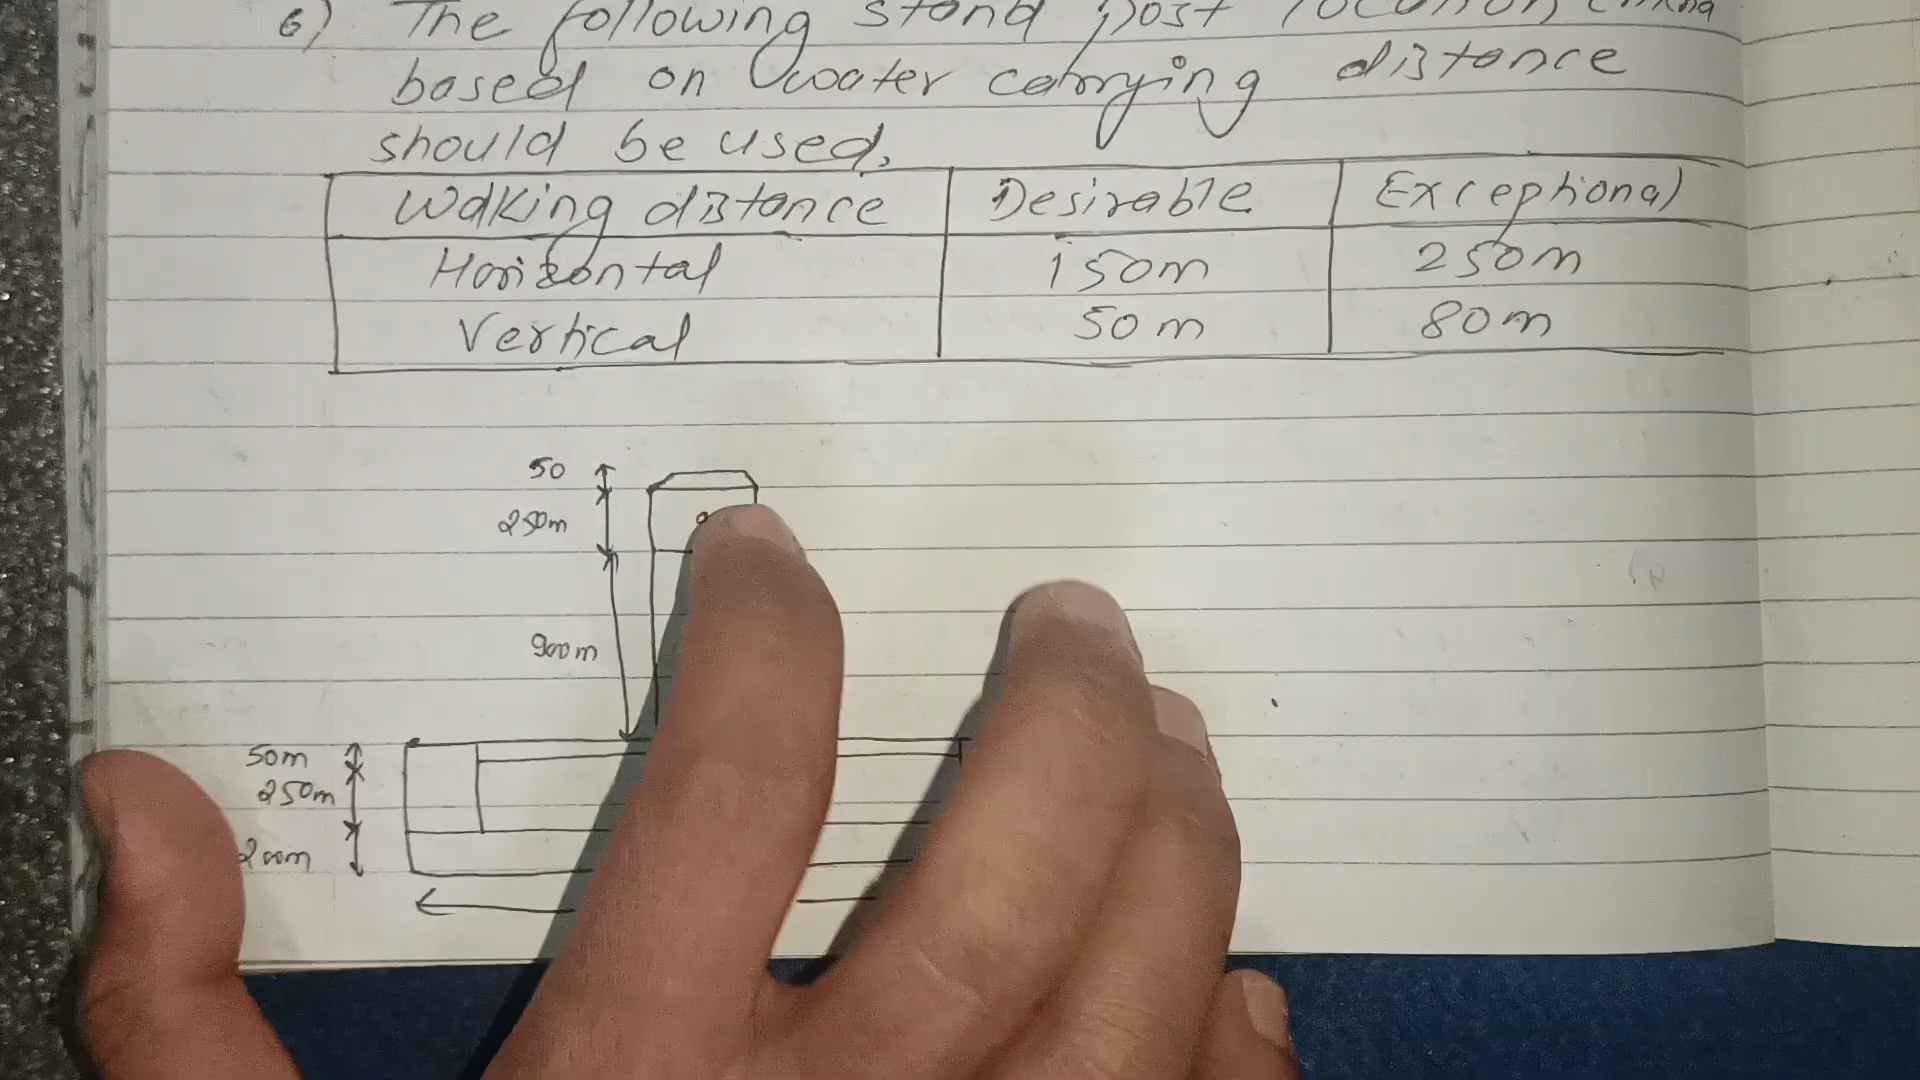 6) The following stand post location
based on water carrying distance
should be used.
Walking distance Desirable Exceptional
Horizontal 150m 250m
Vertical 50m 80m
50
250m
900m
50m
250m
200m